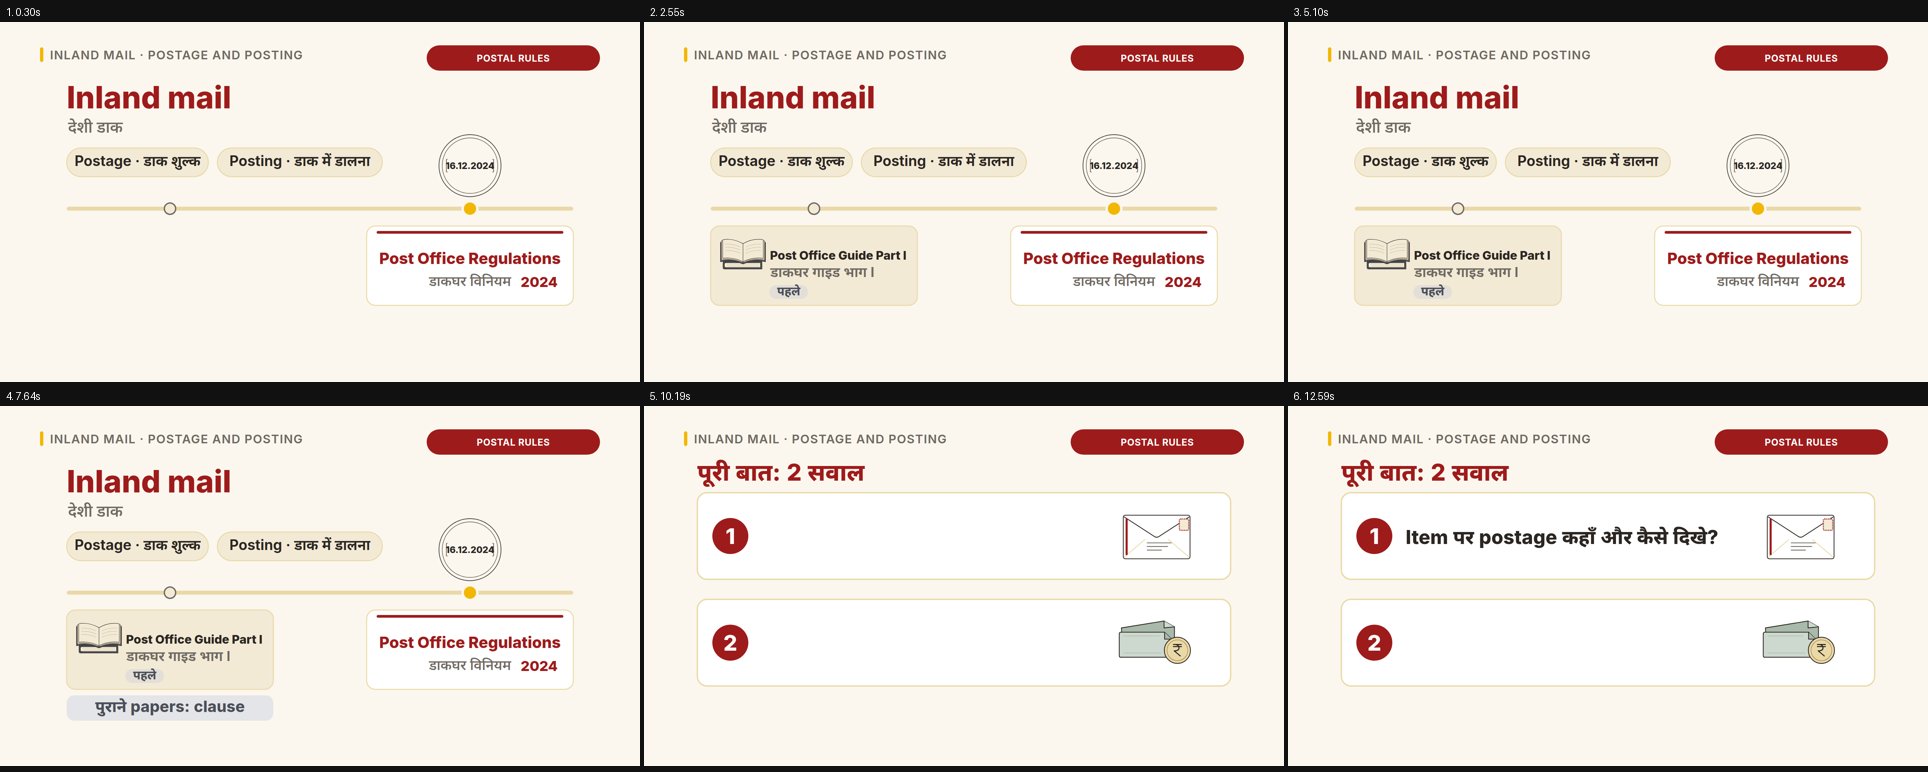 1. 0.30s
INLAND MAIL · POSTAGE AND POSTING
POSTAL RULES
Inland mail
देशी डाक
Postage · डाक शुल्क
Posting · डाक में डालना
16.12.2024
Post Office Regulations
डाकघर विनियम 2024
2. 2.55s
INLAND MAIL · POSTAGE AND POSTING
POSTAL RULES
Inland mail
देशी डाक
Postage · डाक शुल्क
Posting · डाक में डालना
16.12.2024
Post Office Guide Part I
डाकघर गाइड भाग I
पहले
Post Office Regulations
डाकघर विनियम 2024
3. 5.10s
INLAND MAIL · POSTAGE AND POSTING
POSTAL RULES
Inland mail
देशी डाक
Postage · डाक शुल्क
Posting · डाक में डालना
16.12.2024
Post Office Guide Part I
डाकघर गाइड भाग I
पहले
Post Office Regulations
डाकघर विनियम 2024
4. 7.64s
INLAND MAIL · POSTAGE AND POSTING
POSTAL RULES
Inland mail
देशी डाक
Postage · डाक शुल्क
Posting · डाक में डालना
16.12.2024
Post Office Guide Part I
डाकघर गाइड भाग I
पहले
पुराने papers: clause
Post Office Regulations
डाकघर विनियम 2024
5. 10.19s
INLAND MAIL · POSTAGE AND POSTING
POSTAL RULES
पूरी बात: 2 सवाल
1
2
₹
6. 12.59s
INLAND MAIL · POSTAGE AND POSTING
POSTAL RULES
पूरी बात: 2 सवाल
1 Item पर postage कहाँ और कैसे दिखे?
2
₹